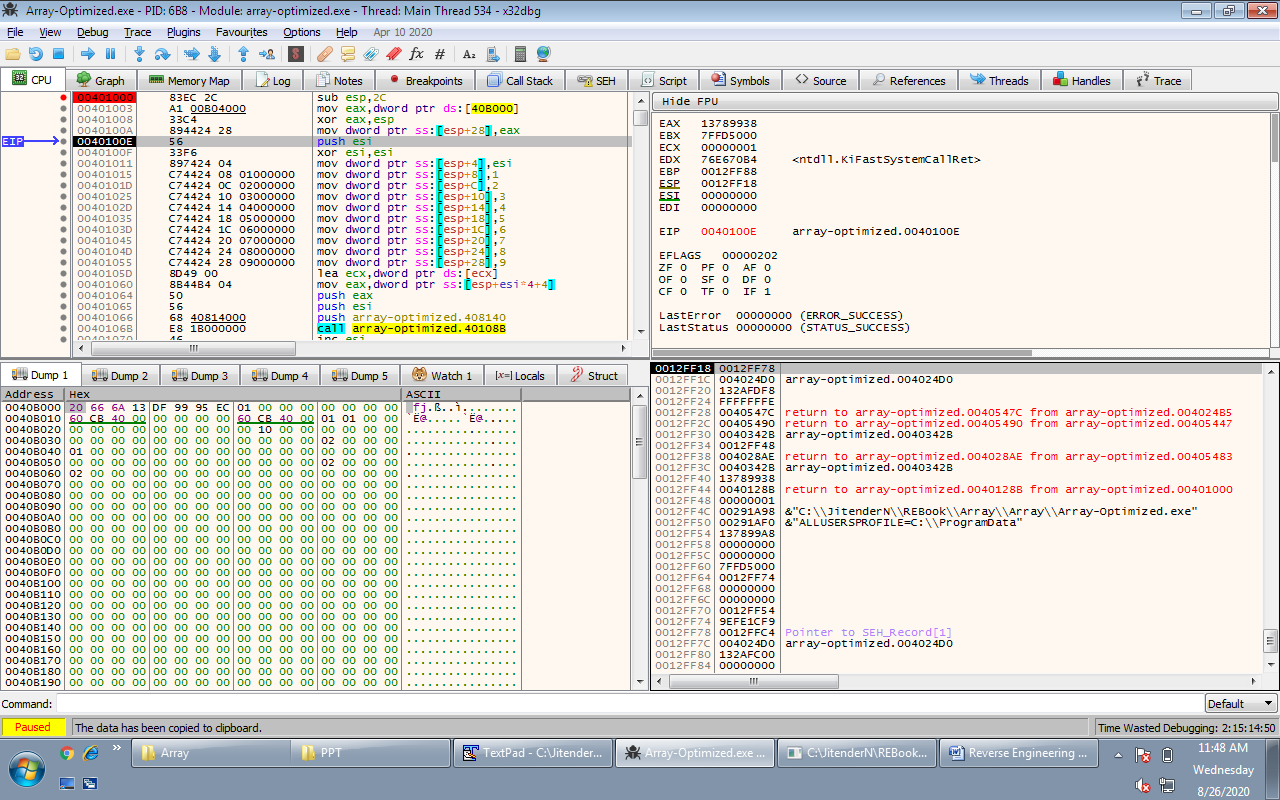 Array-Optimized.exe - PID: 6B8 - Module: array-optimized.exe - Thread: Main Thread 534 - x32dbg
File View Debug Trace Plugins Favourites Options Help Apr 10 2020
CPU Graph Memory Map Log Notes Breakpoints Call Stack SEH Script Symbols Source References Threads Handles Trace
00401000 83EC 2C sub esp,2C
00401003 A1 00B04000 mov eax,dword ptr ds:[40B000]
00401008 33C4 xor eax,esp
0040100A 894424 28 mov dword ptr ss:[esp+28],eax
EIP 0040100E 56 push esi
0040100F 33F6 xor esi,esi
00401011 897424 04 mov dword ptr ss:[esp+4],esi
00401015 C74424 08 01000000 mov dword ptr ss:[esp+8],1
0040101D C74424 0C 02000000 mov dword ptr ss:[esp+C],2
00401025 C74424 10 03000000 mov dword ptr ss:[esp+10],3
0040102D C74424 14 04000000 mov dword ptr ss:[esp+14],4
00401035 C74424 18 05000000 mov dword ptr ss:[esp+18],5
0040103D C74424 1C 06000000 mov dword ptr ss:[esp+1C],6
00401045 C74424 20 07000000 mov dword ptr ss:[esp+20],7
0040104D C74424 24 08000000 mov dword ptr ss:[esp+24],8
00401055 C74424 28 09000000 mov dword ptr ss:[esp+28],9
0040105D 8D49 00 lea ecx,dword ptr ds:[ecx]
00401060 8B44B4 04 mov eax,dword ptr ss:[esp+esi*4+4]
00401064 50 push eax
00401065 56 push esi
00401066 68 40814000 push array-optimized.408140
0040106B E8 1B000000 call array-optimized.40108B
00401070 46 inc esi
Hide FPU
EAX 13789938
EBX 7FFD5000
ECX 00000001
EDX 76E670B4 <ntdll.KiFastSystemCallRet>
EBP 0012FF88
ESP 0012FF18
ESI 00000000
EDI 00000000
EIP 0040100E array-optimized.0040100E
EFLAGS 00000202
ZF 0 PF 0 AF 0
OF 0 SF 0 DF 0
CF 0 TF 0 IF 1
LastError 00000000 (ERROR_SUCCESS)
LastStatus 00000000 (STATUS_SUCCESS)
Dump 1 Dump 2 Dump 3 Dump 4 Dump 5 Watch 1 [x=] Locals Struct
Address Hex ASCII
0040B000 20 66 6A 13 DF 99 95 EC 01 00 00 00 00 00 00 00 fj.ß..ì........
0040B010 60 CB 40 00 00 00 00 00 60 CB 40 00 01 01 00 00 `Ë@.....`Ë@.....
0040B020 00 00 00 00 00 00 00 00 00 10 00 00 00 00 00 00 ................
0040B030 00 00 00 00 00 00 00 00 00 00 00 00 02 00 00 00 ................
0040B040 01 00 00 00 00 00 00 00 00 00 00 00 00 00 00 00 ................
0040B050 00 00 00 00 00 00 00 00 00 00 00 00 02 00 00 00 ................
0040B060 02 00 00 00 00 00 00 00 00 00 00 00 00 00 00 00 ................
0040B070 00 00 00 00 00 00 00 00 00 00 00 00 00 00 00 00 ................
0040B080 00 00 00 00 00 00 00 00 00 00 00 00 00 00 00 00 ................
0040B090 00 00 00 00 00 00 00 00 00 00 00 00 00 00 00 00 ................
0040B0A0 00 00 00 00 00 00 00 00 00 00 00 00 00 00 00 00 ................
0040B0B0 00 00 00 00 00 00 00 00 00 00 00 00 00 00 00 00 ................
0040B0C0 00 00 00 00 00 00 00 00 00 00 00 00 00 00 00 00 ................
0040B0D0 00 00 00 00 00 00 00 00 00 00 00 00 00 00 00 00 ................
0040B0E0 00 00 00 00 00 00 00 00 00 00 00 00 00 00 00 00 ................
0040B0F0 00 00 00 00 00 00 00 00 00 00 00 00 00 00 00 00 ................
0040B100 00 00 00 00 00 00 00 00 00 00 00 00 00 00 00 00 ................
0040B110 00 00 00 00 00 00 00 00 00 00 00 00 00 00 00 00 ................
0040B120 00 00 00 00 00 00 00 00 00 00 00 00 00 00 00 00 ................
0040B130 00 00 00 00 00 00 00 00 00 00 00 00 00 00 00 00 ................
0040B140 00 00 00 00 00 00 00 00 00 00 00 00 00 00 00 00 ................
0040B150 00 00 00 00 00 00 00 00 00 00 00 00 00 00 00 00 ................
0040B160 00 00 00 00 00 00 00 00 00 00 00 00 00 00 00 00 ................
0040B170 00 00 00 00 00 00 00 00 00 00 00 00 00 00 00 00 ................
0040B180 00 00 00 00 00 00 00 00 00 00 00 00 00 00 00 00 ................
0040B190 00 00 00 00 00 00 00 00 00 00 00 00 00 00 00 00 ................
0012FF18 0012FF78
0012FF1C 004024D0 array-optimized.004024D0
0012FF20 132AFDF8
0012FF24 FFFFFFFE
0012FF28 0040547C return to array-optimized.0040547C from array-optimized.004024B5
0012FF2C 00405490 return to array-optimized.00405490 from array-optimized.00405447
0012FF30 0040342B array-optimized.0040342B
0012FF34 0012FF48
0012FF38 004028AE return to array-optimized.004028AE from array-optimized.00405483
0012FF3C 0040342B array-optimized.0040342B
0012FF40 13789938
0012FF44 0040128B return to array-optimized.0040128B from array-optimized.00401000
0012FF48 00000001
0012FF4C 00291A98 &"C:\\JitenderN\\REBook\\Array\\Array\\Array-Optimized.exe"
0012FF50 00291AF0 &"ALLUSERSPROFILE=C:\\ProgramData"
0012FF54 137899A8
0012FF58 00000000
0012FF5C 00000000
0012FF60 7FFD5000
0012FF64 0012FF74
0012FF68 00000000
0012FF6C 00000000
0012FF70 0012FF54
0012FF74 9EFE1CF9
0012FF78 0012FFC4 Pointer to SEH_Record[1]
0012FF7C 004024D0 array-optimized.004024D0
0012FF80 132AFC00
0012FF84 00000000
Command: Default
Paused The data has been copied to clipboard. Time Wasted Debugging: 2:15:14:50
Array PPT TextPad - C:\Jitender... Array-Optimized.exe ... C:\JitenderN\REBook... Reverse Engineering ...
11:48 AM
Wednesday
8/26/2020